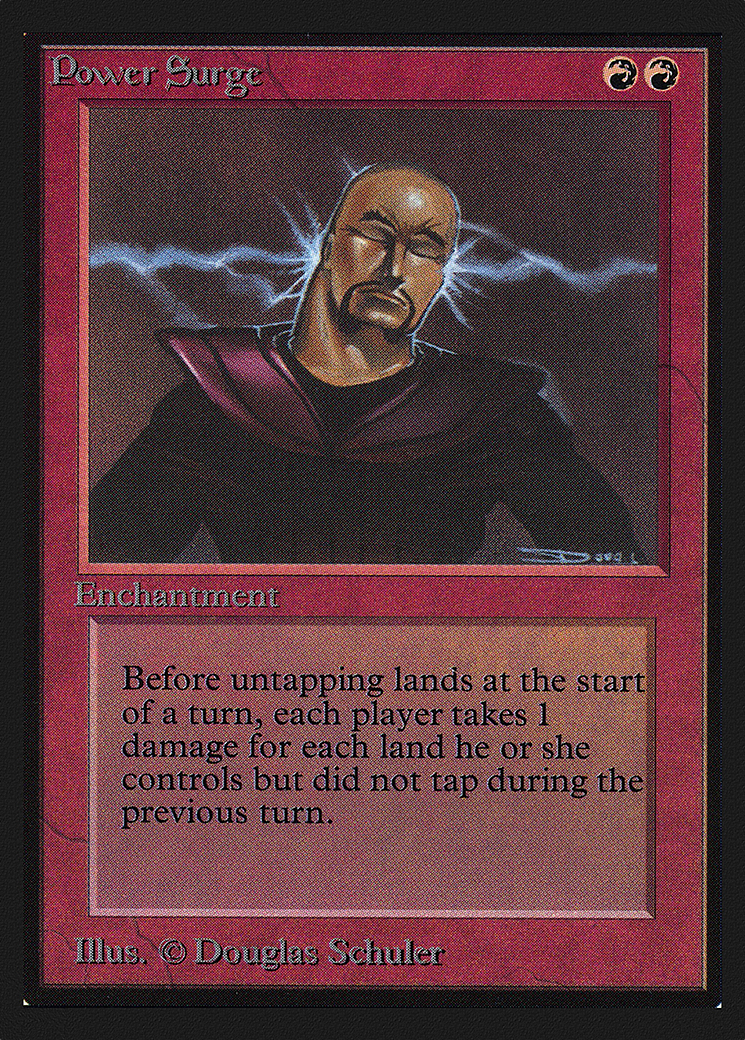 Power Surge
Enchantment
Before untapping lands at the start
of a turn, each player takes 1
damage for each land he or she
controls but did not tap during the
previous turn.
Illus. © Douglas Schuler